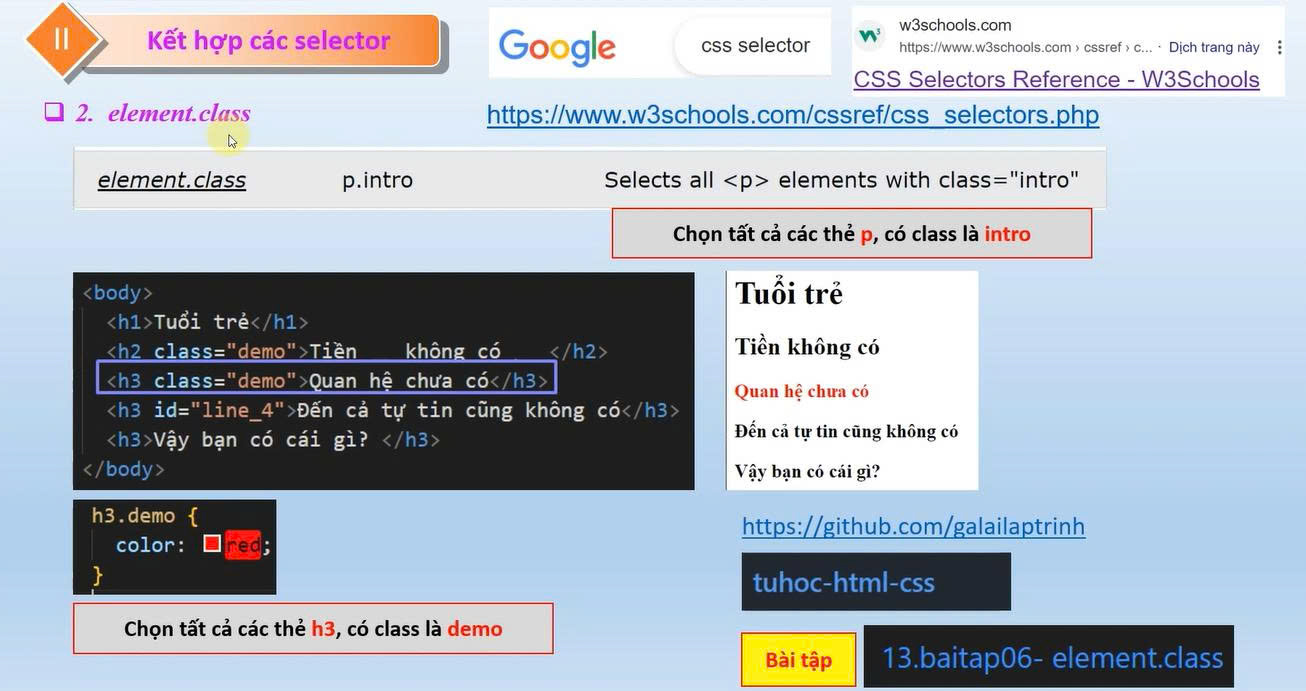 II
Kết hợp các selector
Google
css selector
w3schools.com
https://www.w3schools.com › cssref › c... · Dịch trang này
CSS Selectors Reference - W3Schools
2. element.class
https://www.w3schools.com/cssref/css_selectors.php
element.class p.intro Selects all <p> elements with class="intro"
Chọn tất cả các thẻ p, có class là intro
<body>
<h1>Tuổi trẻ</h1>
<h2 class="demo">Tiền không có </h2>
<h3 class="demo">Quan hệ chưa có</h3>
<h3 id="line_4">Đến cả tự tin cũng không có</h3>
<h3>Vậy bạn có cái gì? </h3>
</body>
Tuổi trẻ
Tiền không có
Quan hệ chưa có
Đến cả tự tin cũng không có
Vậy bạn có cái gì?
h3.demo {
color: red;
}
Chọn tất cả các thẻ h3, có class là demo
https://github.com/galailaptrinh
tuhoc-html-css
Bài tập
13.baitap06- element.class